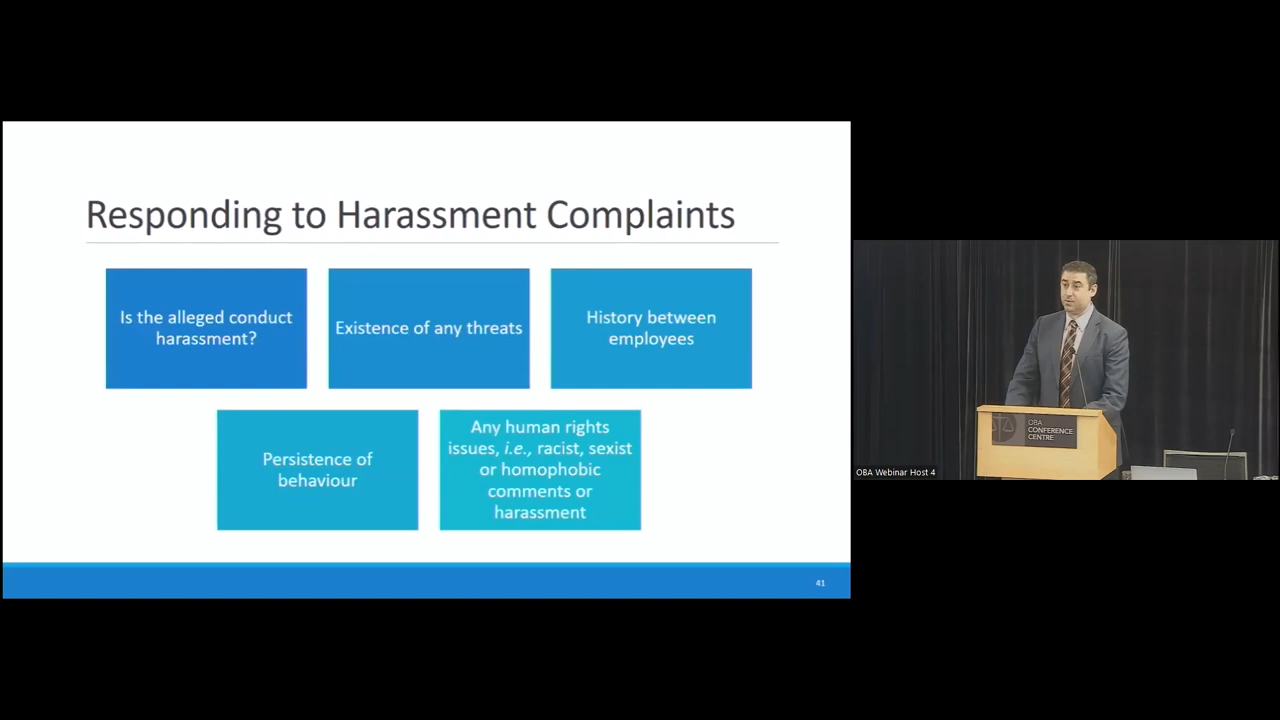 Responding to Harassment Complaints
Is the alleged conduct
harassment?
Existence of any threats
History between
employees
Persistence of
behaviour
Any human rights
issues, i.e., racist, sexist
or homophobic
comments or
harassment
41
OBA
CONFERENCE
CENTRE
OBA Webinar Host 4